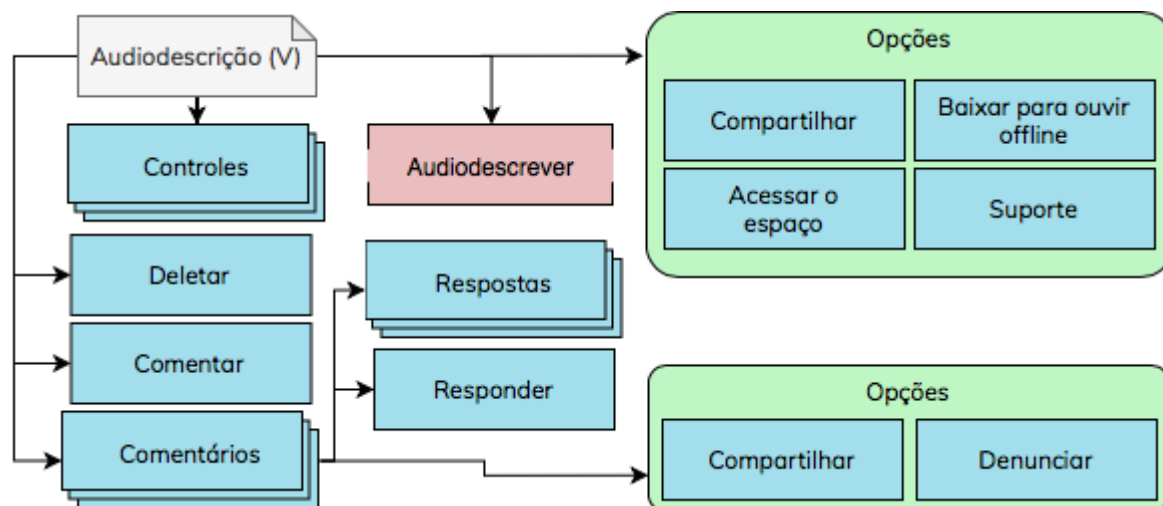 Audiodescrição (V)
Opções
Compartilhar
Baixar para ouvir
offline
Controles
Audiodescrever
Acessar o
espaço
Suporte
Deletar
Respostas
Comentar
Responder
Opções
Comentários
Compartilhar
Denunciar